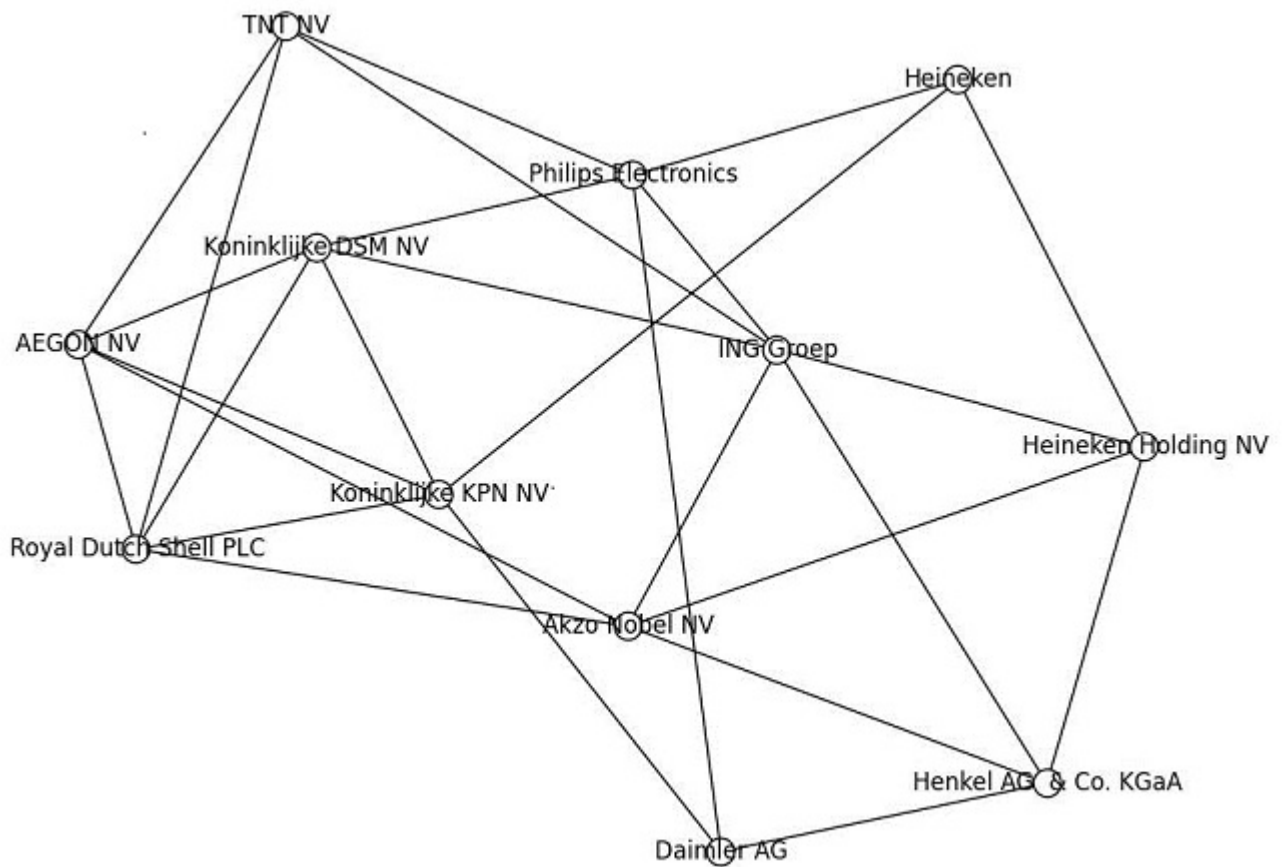 TNT NV
Heineken
Philips Electronics
Koninklijke DSM NV
AEGON NV
ING Groep
Heineken Holding NV
Koninklijke KPN NV
Royal Dutch Shell PLC
Akzo Nobel NV
Henkel AG & Co. KGaA
Daimler AG